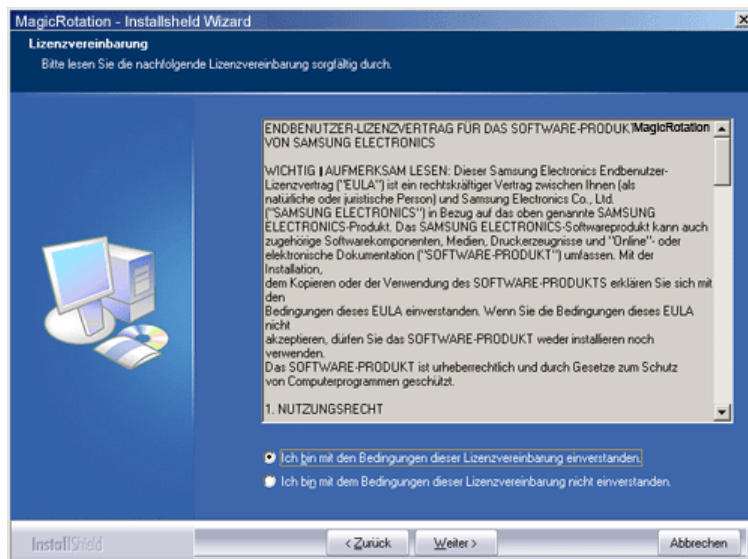 MagicRotation - Installsheld Wizard
Lizenzvereinbarung
Bitte lesen Sie die nachfolgende Lizenzvereinbarung sorgfältig durch.
ENDBENUTZER-LIZENZVERTRAG FÜR DAS SOFTWARE-PRODUKT MagicRotation
VON SAMSUNG ELECTRONICS
WICHTIG | AUFMERKSAM LESEN: Dieser Samsung Electronics Endbenutzer-
Lizenzvertrag ("EULA") ist ein rechtskräftiger Vertrag zwischen Ihnen (als
natürliche oder juristische Person) und Samsung Electronics Co., Ltd.
("SAMSUNG ELECTRONICS") in Bezug auf das oben genannte SAMSUNG
ELECTRONICS-Produkt. Das SAMSUNG ELECTRONICS-Softwareprodukt kann auch
zugehörige Softwarekomponenten, Medien, Druckerzeugnisse und "Online"- oder
elektronische Dokumentation ("SOFTWARE-PRODUKT") umfassen. Mit der
Installation,
dem Kopieren oder der Verwendung des SOFTWARE-PRODUKTS erklären Sie sich mit
den
Bedingungen dieses EULA einverstanden. Wenn Sie die Bedingungen dieses EULA
nicht
akzeptieren, dürfen Sie das SOFTWARE-PRODUKT weder installieren noch
verwenden.
Das SOFTWARE-PRODUKT ist urheberrechtlich und durch Gesetze zum Schutz
von Computerprogrammen geschützt.
1. NUTZUNGSRECHT
Ich bin mit den Bedingungen dieser Lizenzvereinbarung einverstanden.
Ich bin mit dem Bedingungen dieser Lizenzvereinbarung nicht einverstanden.
InstallShield
< Zurück
Weiter >
Abbrechen